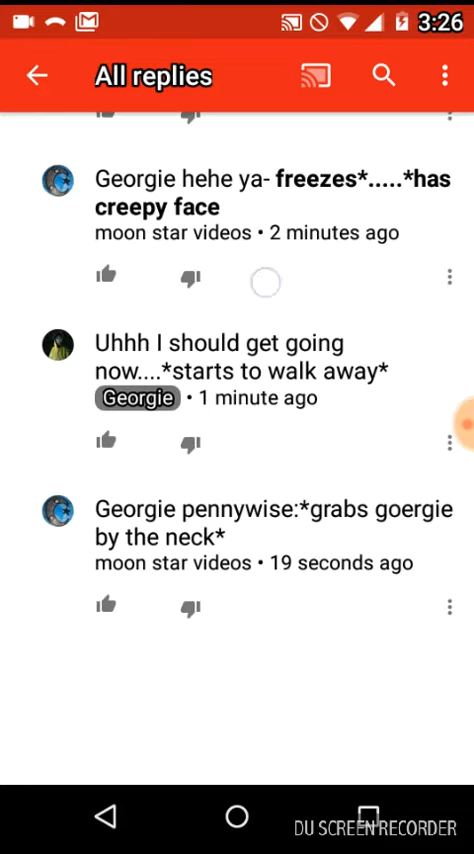 3:26
All replies
Georgie hehe ya- freezes*.....*has
creepy face
moon star videos • 2 minutes ago
Uhhh I should get going
now....*starts to walk away*
Georgie • 1 minute ago
Georgie pennywise:*grabs goergie
by the neck*
moon star videos • 19 seconds ago
DU SCREEN RECORDER